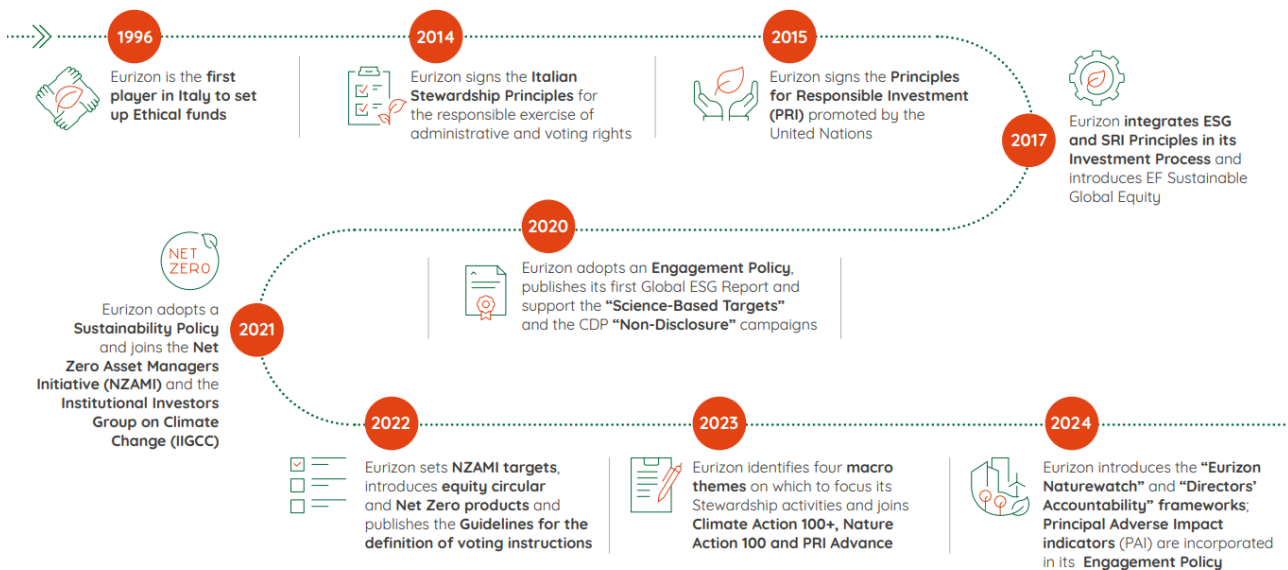 1996
Eurizon is the first
player in Italy to set
up Ethical funds
2014
Eurizon signs the Italian
Stewardship Principles for
the responsible exercise of
administrative and voting rights
2015
Eurizon signs the Principles
for Responsible Investment
(PRI) promoted by the
United Nations
2017
Eurizon integrates ESG
and SRI Principles in its
Investment Process and
introduces EF Sustainable
Global Equity
2020
Eurizon adopts an Engagement Policy,
publishes its first Global ESG Report and
support the “Science-Based Targets”
and the CDP “Non-Disclosure” campaigns
NET
ZERO
2021
Eurizon adopts a
Sustainability Policy
and joins the Net
Zero Asset Managers
Initiative (NZAMI) and the
Institutional Investors
Group on Climate
Change (IIGCC)
2022
Eurizon sets NZAMI targets,
introduces equity circular
and Net Zero products and
publishes the Guidelines for the
definition of voting instructions
2023
Eurizon identifies four macro
themes on which to focus its
Stewardship activities and joins
Climate Action 100+, Nature
Action 100 and PRI Advance
2024
Eurizon introduces the “Eurizon
Naturewatch” and “Directors’
Accountability” frameworks;
Principal Adverse Impact
indicators (PAI) are incorporated
in its Engagement Policy